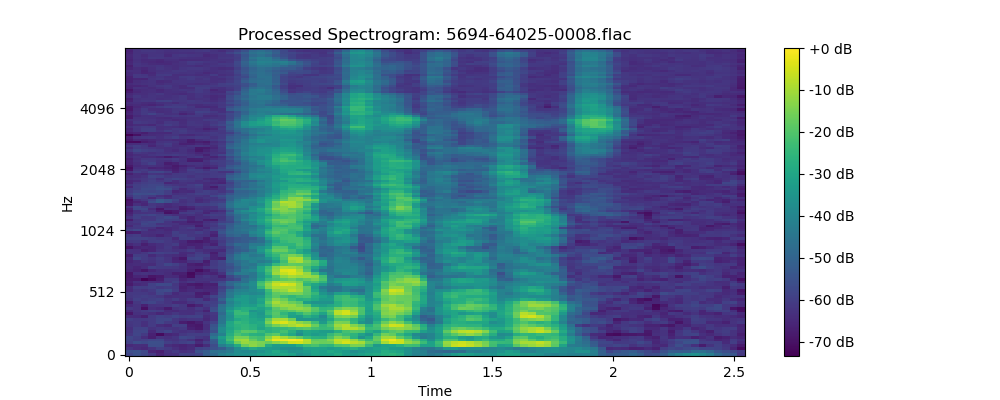 Processed Spectrogram: 5694-64025-0008.flac
Hz
4096
2048
1024
512
0
0
0.5
1
1.5
2
2.5
Time
+0 dB
-10 dB
-20 dB
-30 dB
-40 dB
-50 dB
-60 dB
-70 dB